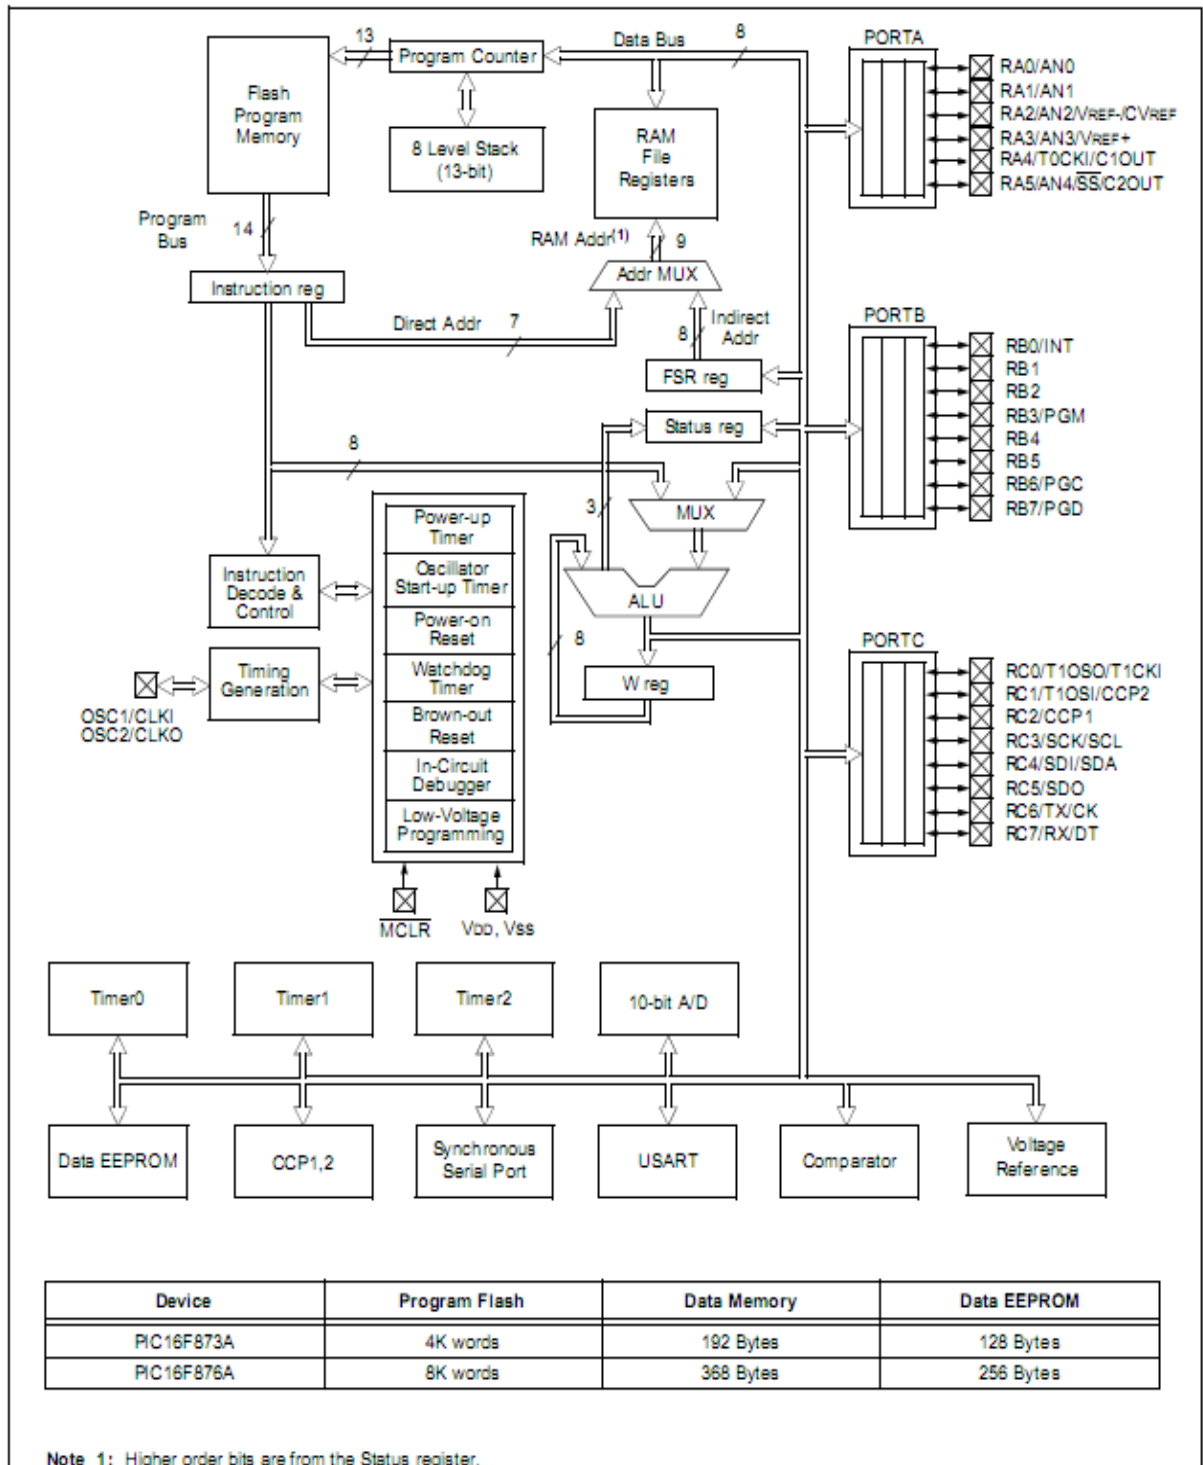 13
Data Bus
8
PORTA
Program Counter
Flash
Program
Memory
8 Level Stack
(13-bit)
RAM
File
Registers
RA0/AN0
RA1/AN1
RA2/AN2/VREF-/CVREF
RA3/AN3/VREF+
RA4/T0CKI/C1OUT
RA5/AN4/SS/C2OUT
Program
Bus
14
RAM Addr(1)
9
Addr MUX
Instruction reg
Direct Addr
7
Indirect
Addr
8
FSR reg
Status reg
PORTB
RB0/INT
RB1
RB2
RB3/PGM
RB4
RB5
RB6/PGC
RB7/PGD
8
3
MUX
Power-up
Timer
Instruction
Decode &
Control
Oscillator
Start-up Timer
ALU
Power-on
Reset
8
Timing
Generation
Watchdog
Timer
W reg
OSC1/CLKI
OSC2/CLKO
Brown-out
Reset
In-Circuit
Debugger
Low-Voltage
Programming
PORTC
RC0/T1OSO/T1CKI
RC1/T1OSI/CCP2
RC2/CCP1
RC3/SCK/SCL
RC4/SDI/SDA
RC5/SDO
RC6/TX/CK
RC7/RX/DT
MCLR
VDD, VSS
Timer0
Timer1
Timer2
10-bit A/D
Data EEPROM
CCP1,2
Synchronous
Serial Port
USART
Comparator
Voltage
Reference
Device Program Flash Data Memory Data EEPROM
PIC16F873A 4K words 192 Bytes 128 Bytes
PIC16F876A 8K words 368 Bytes 256 Bytes
Note 1: Higher order bits are from the Status register.